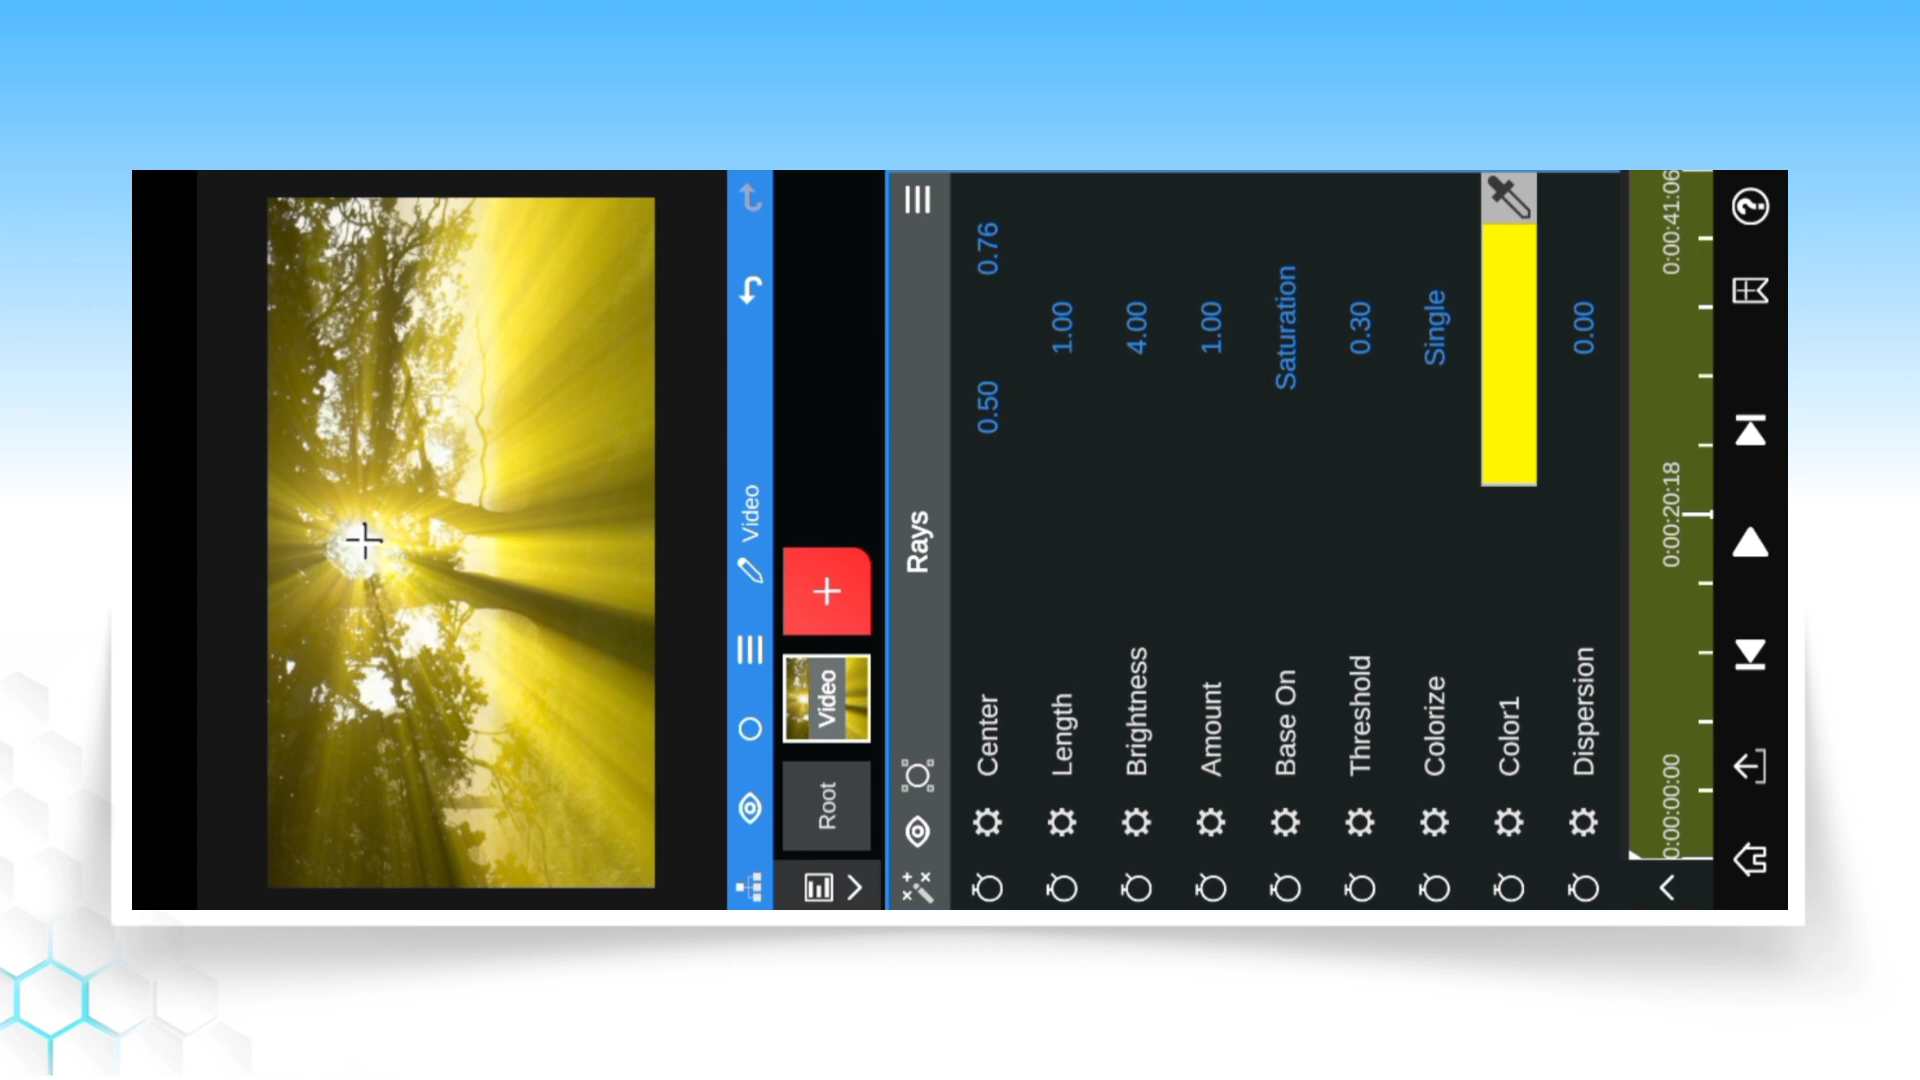 Video
Root
Video
Rays
Center 0.50 0.76
Length 1.00
Brightness 4.00
Amount 1.00
Base On Saturation
Threshold 0.30
Colorize Single
Color1
Dispersion 0.00
0:00:00:00 0:00:20:18 0:00:41:06